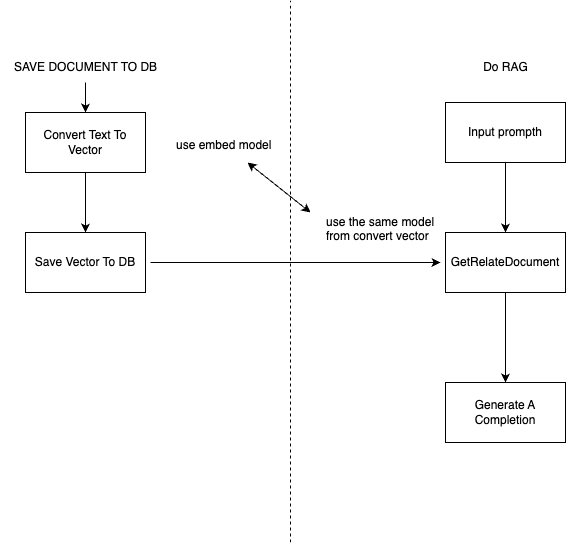 SAVE DOCUMENT TO DB
Do RAG
Convert Text To
Vector
Input prompth
use embed model
use the same model
from convert vector
Save Vector To DB
GetRelateDocument
Generate A
Completion